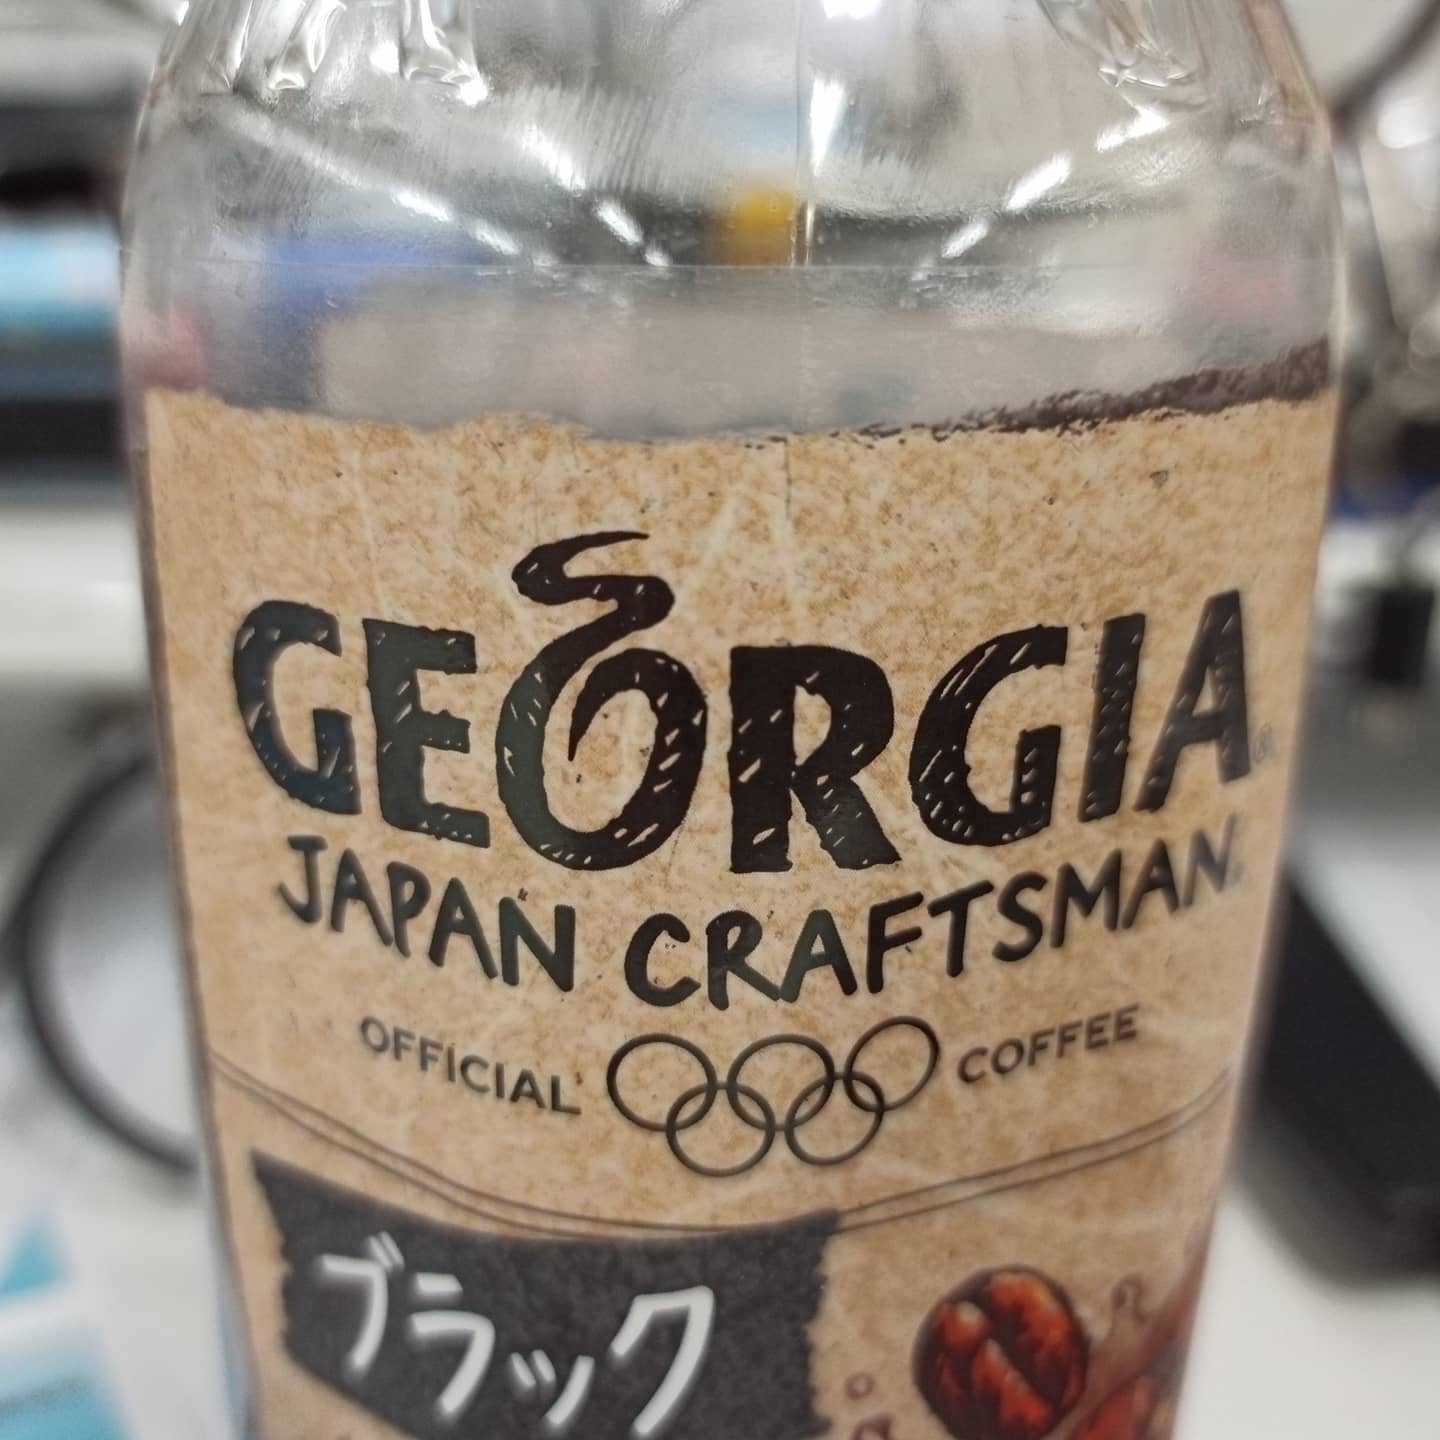 GEORGIA®
JAPAN CRAFTSMAN
OFFICIAL COFFEE
ブラック